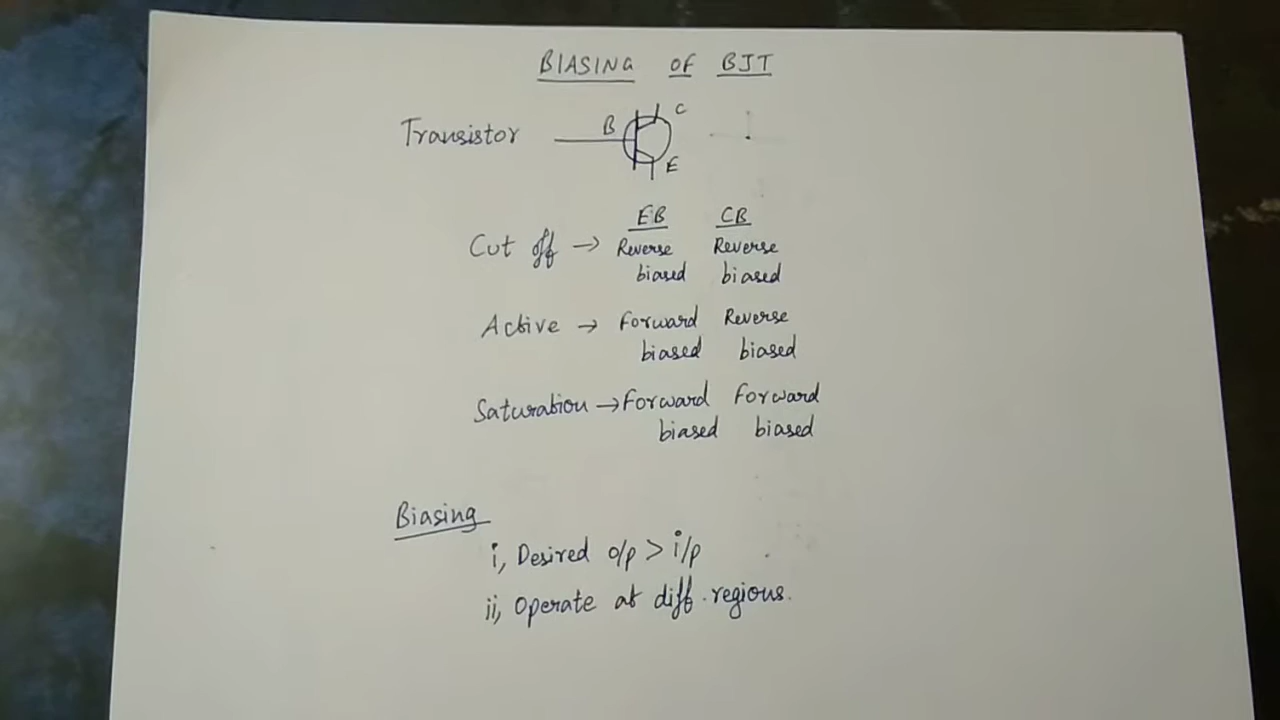 BIASING OF BJT
Transistor B C
E
EB CB
Cut off → Reverse Reverse
biased biased
Active → Forward Reverse
biased biased
Saturation → Forward Forward
biased biased
Biasing
i, Desired o/p > i/p
ii, Operate at diff. regions.